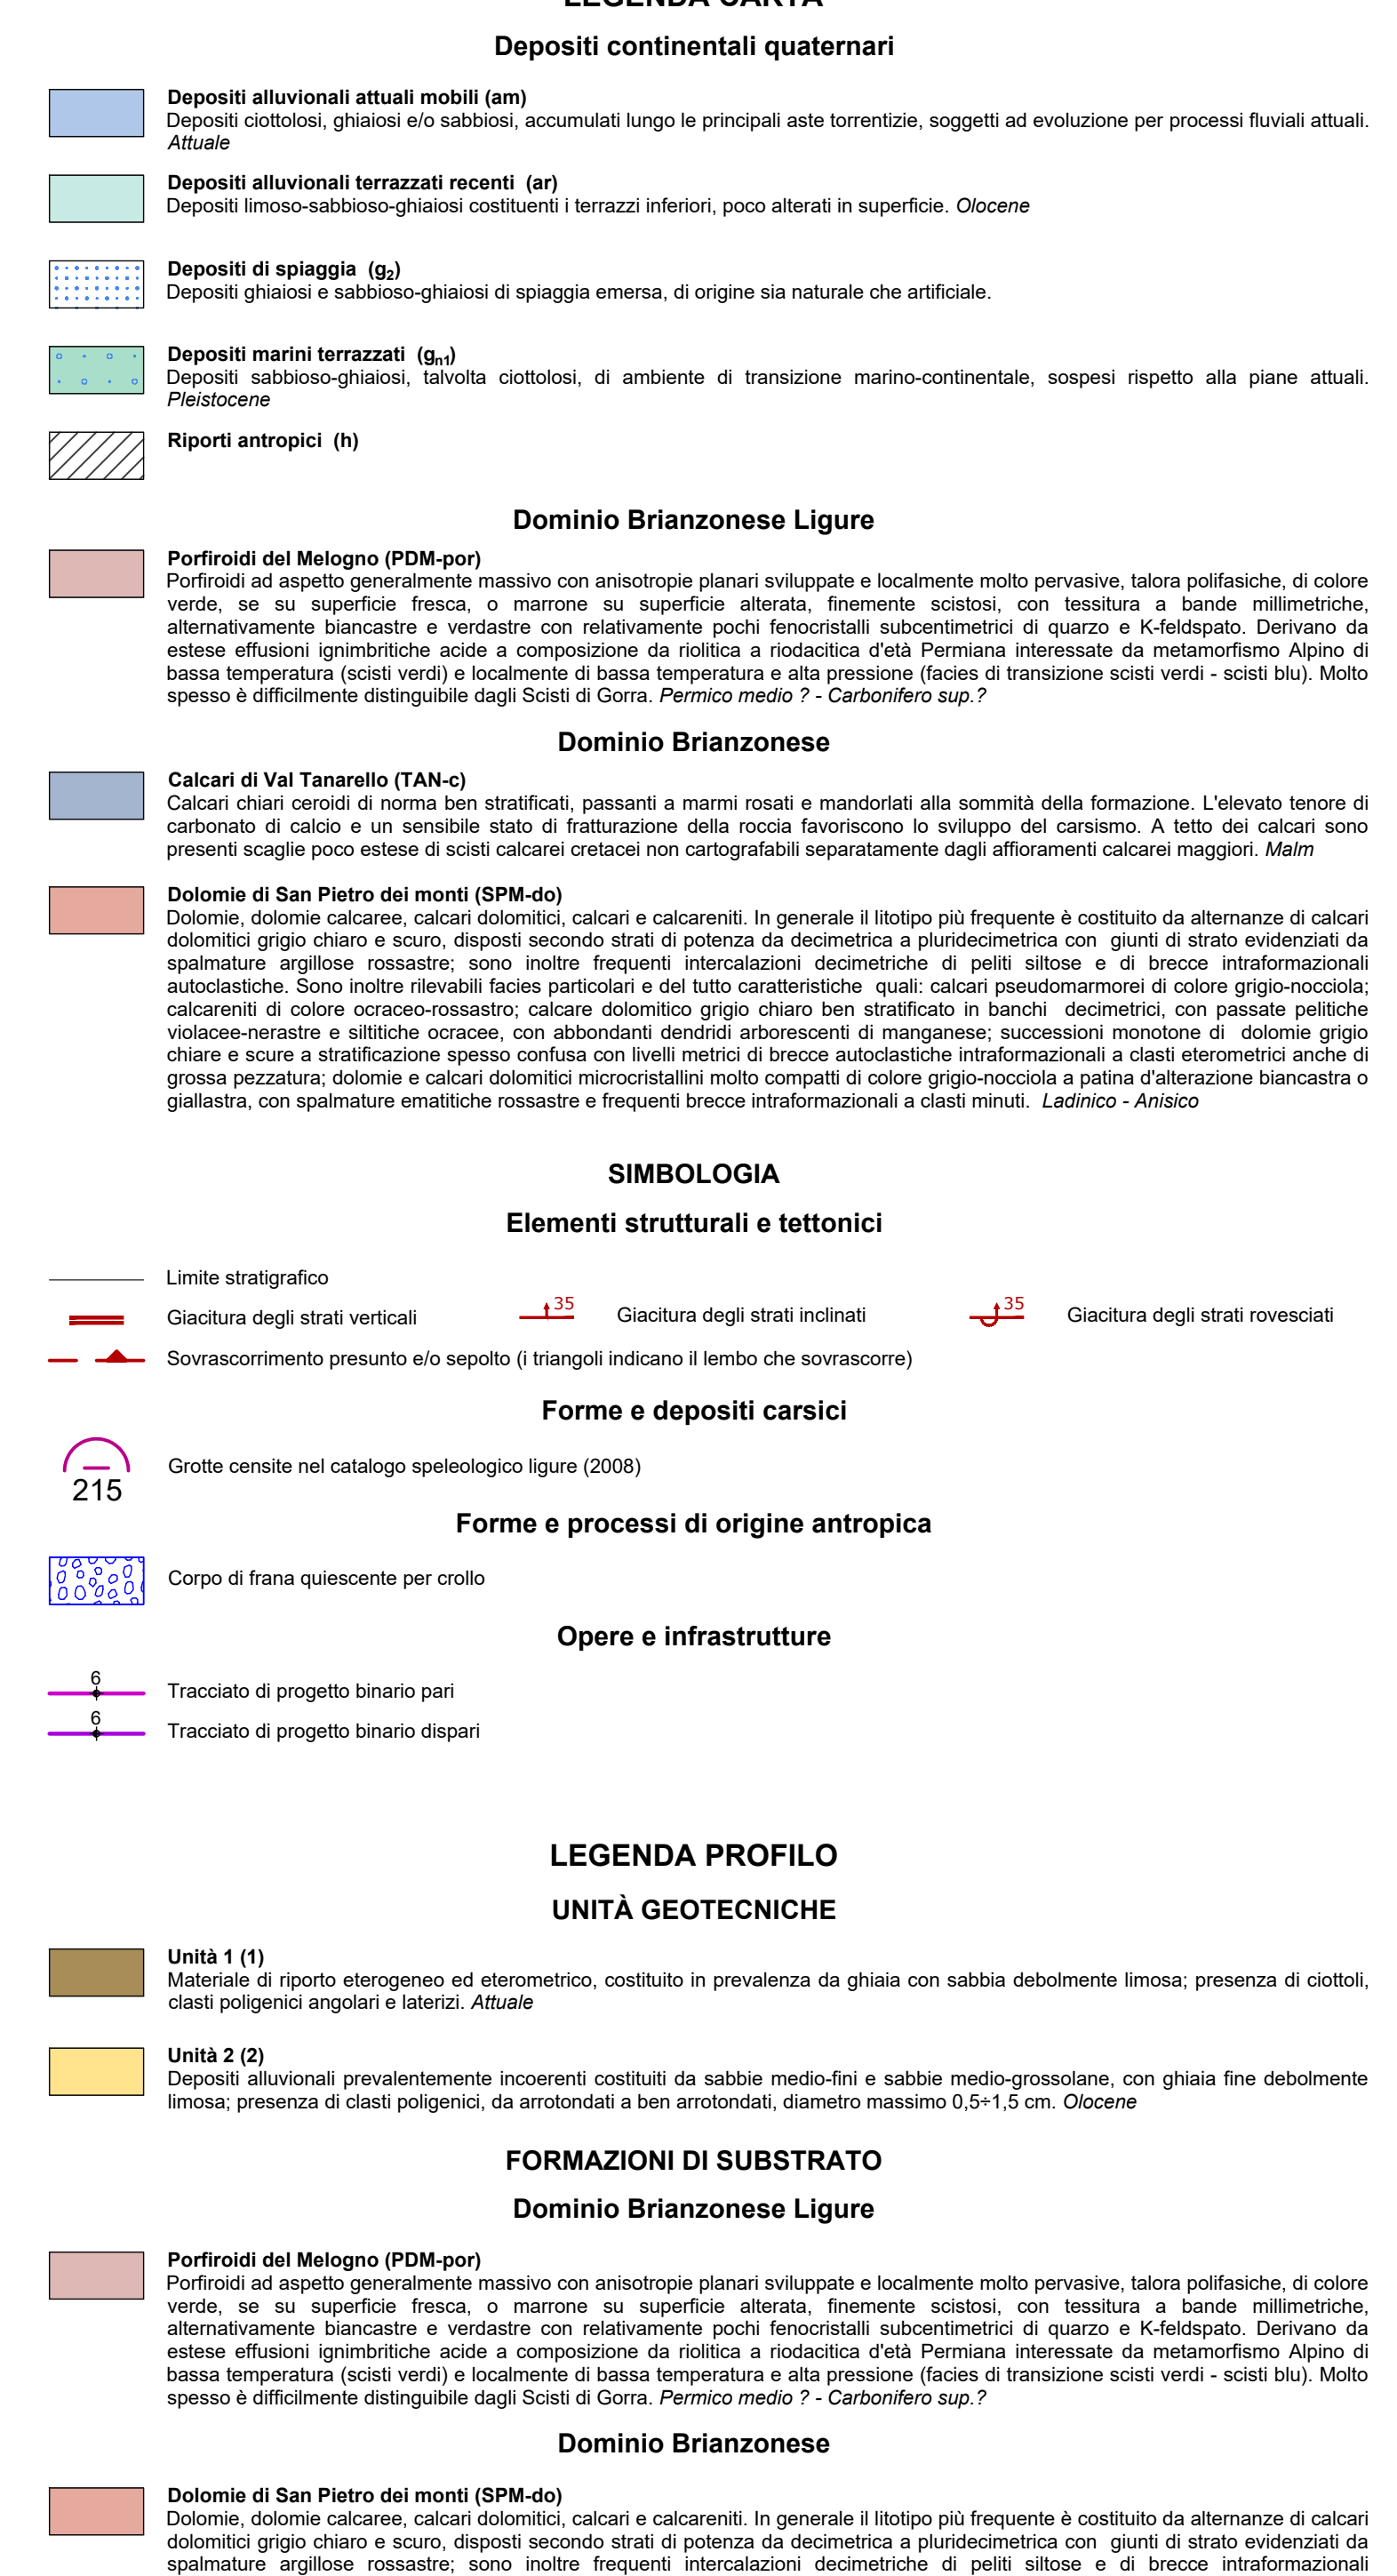 LEGENDA CARTA
Depositi continentali quaternari
Depositi alluvionali attuali mobili (am)
Depositi ciottolosi, ghiaiosi e/o sabbiosi, accumulati lungo le principali aste torrentizie, soggetti ad evoluzione per processi fluviali attuali.
Attuale
Depositi alluvionali terrazzati recenti (ar)
Depositi limoso-sabbioso-ghiaiosi costituenti i terrazzi inferiori, poco alterati in superficie. Olocene
Depositi di spiaggia (g2)
Depositi ghiaiosi e sabbioso-ghiaiosi di spiaggia emersa, di origine sia naturale che artificiale.
Depositi marini terrazzati (gn1)
Depositi sabbioso-ghiaiosi, talvolta ciottolosi, di ambiente di transizione marino-continentale, sospesi rispetto alla piane attuali.
Pleistocene
Riporti antropici (h)
Dominio Brianzonese Ligure
Porfiroidi del Melogno (PDM-por)
Porfiroidi ad aspetto generalmente massivo con anisotropie planari sviluppate e localmente molto pervasive, talora polifasiche, di colore
verde, se su superficie fresca, o marrone su superficie alterata, finemente scistosi, con tessitura a bande millimetriche,
alternativamente biancastre e verdastre con relativamente pochi fenocristalli subcentimetrici di quarzo e K-feldspato. Derivano da
estese effusioni ignimbritiche acide a composizione da riolitica a riodacitica d'età Permiana interessate da metamorfismo Alpino di
bassa temperatura (scisti verdi) e localmente di bassa temperatura e alta pressione (facies di transizione scisti verdi - scisti blu). Molto
spesso è difficilmente distinguibile dagli Scisti di Gorra. Permico medio ? - Carbonifero sup.?
Dominio Brianzonese
Calcari di Val Tanarello (TAN-c)
Calcari chiari ceroidi di norma ben stratificati, passanti a marmi rosati e mandorlati alla sommità della formazione. L'elevato tenore di
carbonato di calcio e un sensibile stato di fratturazione della roccia favoriscono lo sviluppo del carsismo. A tetto dei calcari sono
presenti scaglie poco estese di scisti calcarei cretacei non cartografabili separatamente dagli affioramenti calcarei maggiori. Malm
Dolomie di San Pietro dei monti (SPM-do)
Dolomie, dolomie calcaree, calcari dolomitici, calcari e calcareniti. In generale il litotipo più frequente è costituito da alternanze di calcari
dolomitici grigio chiaro e scuro, disposti secondo strati di potenza da decimetrica a pluridecimetrica con giunti di strato evidenziati da
spalmature argillose rossastre; sono inoltre frequenti intercalazioni decimetriche di peliti siltose e di brecce intraformazionali
autoclastiche. Sono inoltre rilevabili facies particolari e del tutto caratteristiche quali: calcari pseudomarmorei di colore grigio-nocciola;
calcareniti di colore ocraceo-rossastro; calcare dolomitico grigio chiaro ben stratificato in banchi decimetrici, con passate pelitiche
violacee-nerastre e siltitiche ocracee, con abbondanti dendridi arborescenti di manganese; successioni monotone di dolomie grigio
chiare e scure a stratificazione spesso confusa con livelli metrici di brecce autoclastiche intraformazionali a clasti eterometrici anche di
grossa pezzatura; dolomie e calcari dolomitici microcristallini molto compatti di colore grigio-nocciola a patina d'alterazione biancastra o
giallastra, con spalmature ematitiche rossastre e frequenti brecce intraformazionali a clasti minuti. Ladinico - Anisico
SIMBOLOGIA
Elementi strutturali e tettonici
Limite stratigrafico
Giacitura degli strati verticali 35 Giacitura degli strati inclinati 35 Giacitura degli strati rovesciati
Sovrascorrimento presunto e/o sepolto (i triangoli indicano il lembo che sovrascorre)
Forme e depositi carsici
Grotte censite nel catalogo speleologico ligure (2008)
215
Forme e processi di origine antropica
Corpo di frana quiescente per crollo
Opere e infrastrutture
6
Tracciato di progetto binario pari
6
Tracciato di progetto binario dispari
LEGENDA PROFILO
UNITÀ GEOTECNICHE
Unità 1 (1)
Materiale di riporto eterogeneo ed eterometrico, costituito in prevalenza da ghiaia con sabbia debolmente limosa; presenza di ciottoli,
clasti poligenici angolari e laterizi. Attuale
Unità 2 (2)
Depositi alluvionali prevalentemente incoerenti costituiti da sabbie medio-fini e sabbie medio-grossolane, con ghiaia fine debolmente
limosa; presenza di clasti poligenici, da arrotondati a ben arrotondati, diametro massimo 0,5÷1,5 cm. Olocene
FORMAZIONI DI SUBSTRATO
Dominio Brianzonese Ligure
Porfiroidi del Melogno (PDM-por)
Porfiroidi ad aspetto generalmente massivo con anisotropie planari sviluppate e localmente molto pervasive, talora polifasiche, di colore
verde, se su superficie fresca, o marrone su superficie alterata, finemente scistosi, con tessitura a bande millimetriche,
alternativamente biancastre e verdastre con relativamente pochi fenocristalli subcentimetrici di quarzo e K-feldspato. Derivano da
estese effusioni ignimbritiche acide a composizione da riolitica a riodacitica d'età Permiana interessate da metamorfismo Alpino di
bassa temperatura (scisti verdi) e localmente di bassa temperatura e alta pressione (facies di transizione scisti verdi - scisti blu). Molto
spesso è difficilmente distinguibile dagli Scisti di Gorra. Permico medio ? - Carbonifero sup.?
Dominio Brianzonese
Dolomie di San Pietro dei monti (SPM-do)
Dolomie, dolomie calcaree, calcari dolomitici, calcari e calcareniti. In generale il litotipo più frequente è costituito da alternanze di calcari
dolomitici grigio chiaro e scuro, disposti secondo strati di potenza da decimetrica a pluridecimetrica con giunti di strato evidenziati da
spalmature argillose rossastre; sono inoltre frequenti intercalazioni decimetriche di peliti siltose e di brecce intraformazionali